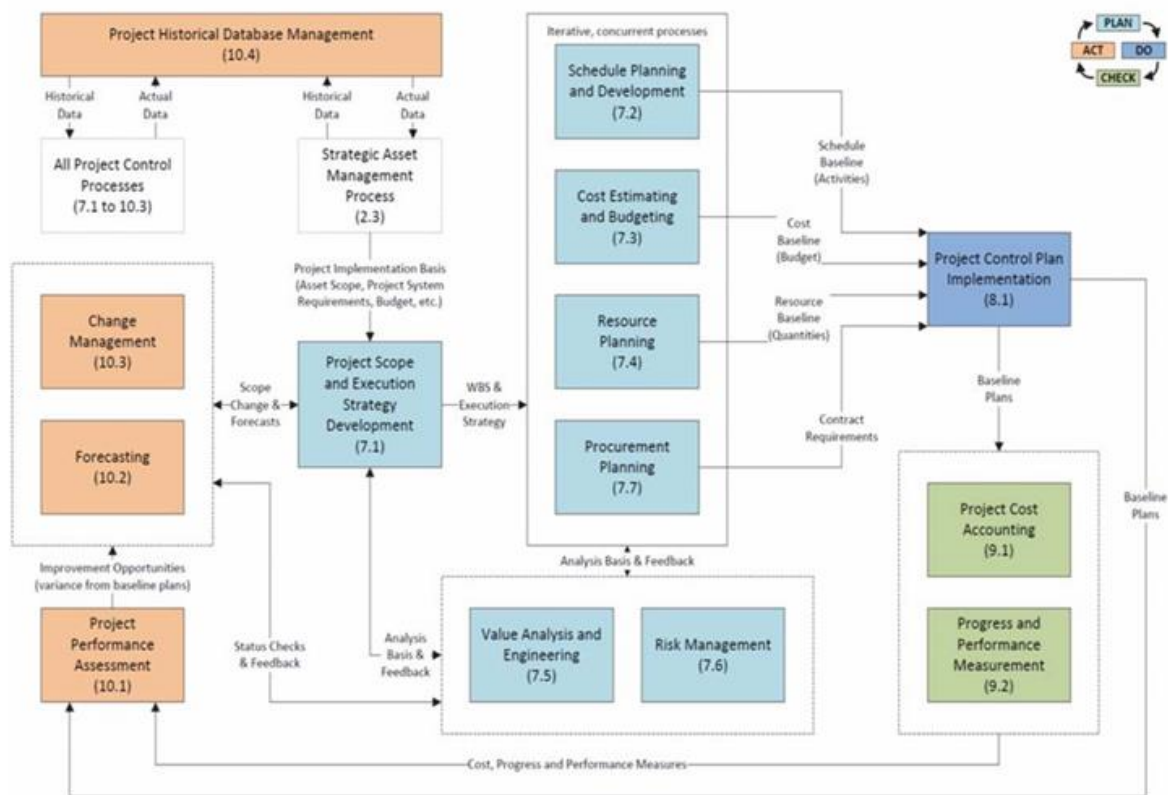 Project Historical Database Management
(10.4)
Historical
Data
Actual
Data
Historical
Data
Actual
Data
All Project Control
Processes
(7.1 to 10.3)
Strategic Asset
Management
Process
(2.3)
Project Implementation Basis
(Asset Scope, Project System
Requirements, Budget, etc.)
Change
Management
(10.3)
Forecasting
(10.2)
Scope
Change &
Forecasts
Project Scope
and Execution
Strategy
Development
(7.1)
WBS &
Execution
Strategy
Iterative, concurrent processes
Schedule Planning
and Development
(7.2)
Cost Estimating
and Budgeting
(7.3)
Resource
Planning
(7.4)
Procurement
Planning
(7.7)
Schedule
Baseline
(Activities)
Cost
Baseline
(Budget)
Resource
Baseline
(Quantities)
Contract
Requirements
PLAN
ACT
DO
CHECK
Project Control Plan
Implementation
(8.1)
Baseline
Plans
Baseline
Plans
Project Cost
Accounting
(9.1)
Progress and
Performance
Measurement
(9.2)
Improvement Opportunities
(variance from baseline plans)
Project
Performance
Assessment
(10.1)
Status Checks
& Feedback
Analysis
Basis &
Feedback
Analysis Basis & Feedback
Value Analysis and
Engineering
(7.5)
Risk Management
(7.6)
Cost, Progress and Performance Measures